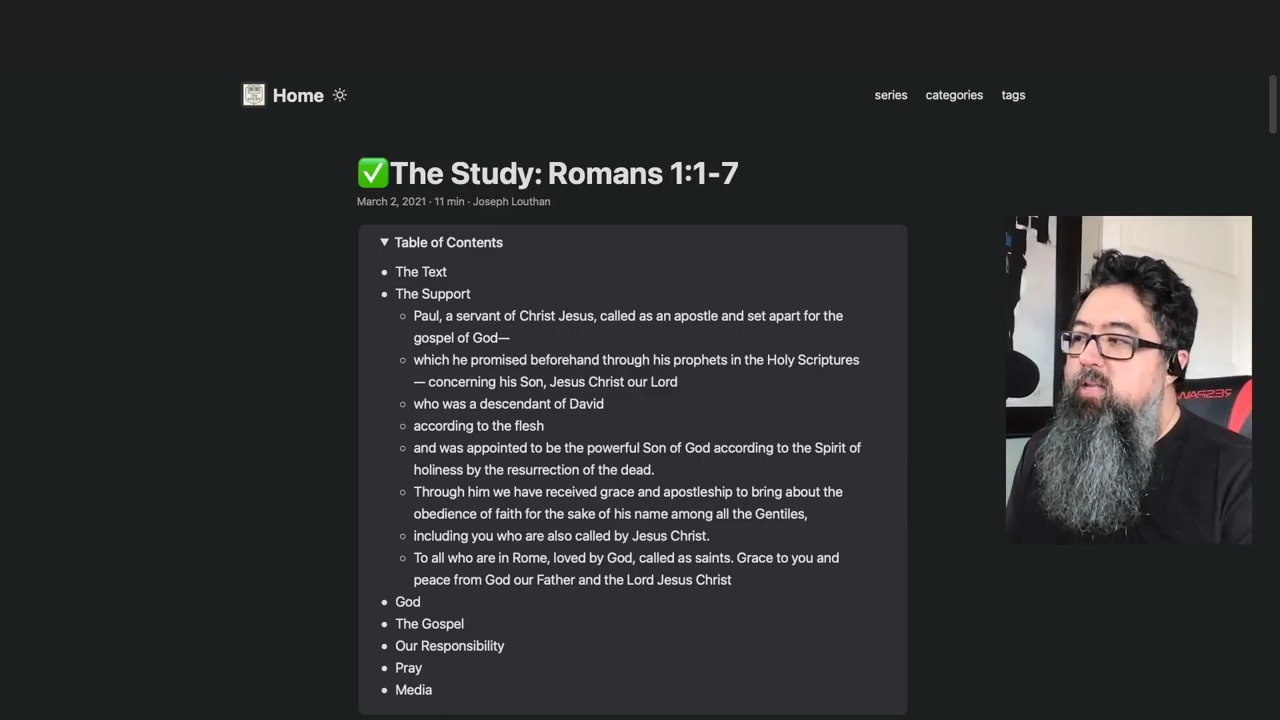 Home
series categories tags
✅The Study: Romans 1:1-7
March 2, 2021 · 11 min · Joseph Louthan
▼ Table of Contents
• The Text
• The Support
◦ Paul, a servant of Christ Jesus, called as an apostle and set apart for the
gospel of God—
◦ which he promised beforehand through his prophets in the Holy Scriptures
— concerning his Son, Jesus Christ our Lord
◦ who was a descendant of David
◦ according to the flesh
◦ and was appointed to be the powerful Son of God according to the Spirit of
holiness by the resurrection of the dead.
◦ Through him we have received grace and apostleship to bring about the
obedience of faith for the sake of his name among all the Gentiles,
◦ including you who are also called by Jesus Christ.
◦ To all who are in Rome, loved by God, called as saints. Grace to you and
peace from God our Father and the Lord Jesus Christ
• God
• The Gospel
• Our Responsibility
• Pray
• Media
RESPAWN